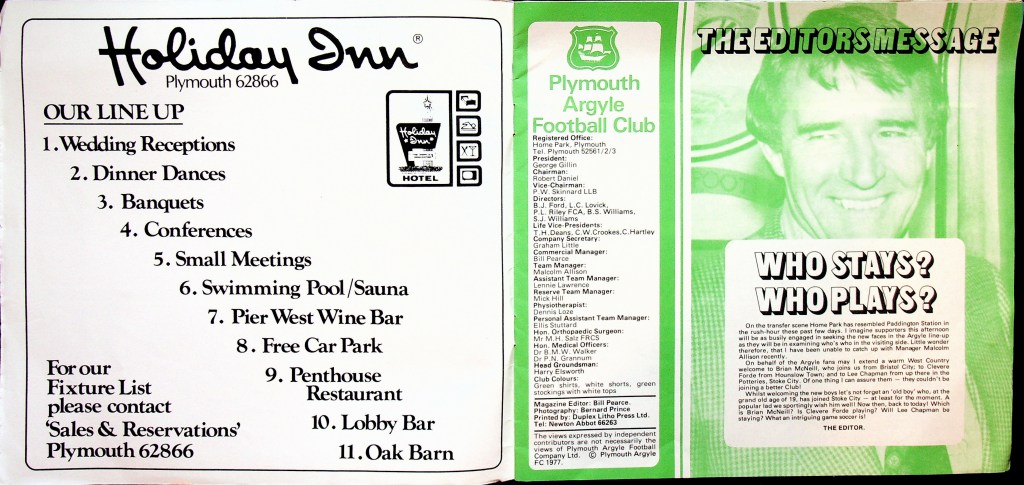 Holiday Inn®
Plymouth 62866
OUR LINE UP
1. Wedding Receptions
2. Dinner Dances
3. Banquets
4. Conferences
5. Small Meetings
6. Swimming Pool/Sauna
7. Pier West Wine Bar
8. Free Car Park
9. Penthouse
Restaurant
10. Lobby Bar
11. Oak Barn
Holiday
Inn
HOTEL
For our
Fixture List
please contact
'Sales & Reservations'
Plymouth 62866
Plymouth
Argyle
Football Club
Registered Office:
Home Park, Plymouth
Tel. Plymouth 52561/2/3
President:
George Gillin
Chairman:
Robert Daniel
Vice-Chairman:
P.W. Skinnard LLB
Directors:
B.J. Ford, L.C. Lovick,
P.L. Riley FCA, B.S. Williams,
S.J. Williams
Life Vice-Presidents:
T.H. Deans, C.W. Crookes, C. Hartley
Company Secretary:
Graham Little
Commercial Manager:
Bill Pearce
Team Manager:
Malcolm Allison
Assistant Team Manager:
Lennie Lawrence
Reserve Team Manager:
Mick Hill
Physiotherapist:
Dennis Loze
Personal Assistant Team Manager:
Ellis Stuttard
Hon. Orthopaedic Surgeon:
Mr M.H. Salz FRCS
Hon. Medical Officers:
Dr B.M.W. Walker
Dr P.N. Grannum
Head Groundsman:
Harry Elsworth
Club Colours:
Green shirts, white shorts, green
stockings with white tops
Magazine Editor: Bill Pearce.
Photography: Bernard Prince
Printed by: Duplex Litho Press Ltd.
Tel: Newton Abbot 66263
The views expressed by independent
contributors are not necessarily the
views of Plymouth Argyle Football
Company Ltd. © Plymouth Argyle
FC 1977.
THE EDITORS MESSAGE
WHO STAYS?
WHO PLAYS?
On the transfer scene Home Park has resembled Paddington Station in
the rush-hour these past few days. I imagine supporters this afternoon
will be as busily engaged in seeking the new faces in the Argyle line-up
as they will be in examining who's who in the visiting side. Little wonder
therefore, that I have been unable to catch up with Manager Malcolm
Allison recently.
On behalf of the Argyle fans may I extend a warm West Country
welcome to Brian McNeill, who joins us from Bristol City; to Clevere
Forde from Hounslow Town; and to Lee Chapman from up there in the
Potteries, Stoke City. Of one thing I can assure them — they couldn't be
joining a better Club!
Whilst welcoming the new boys let's not forget an 'old boy' who, at the
grand old age of 19, has joined Stoke City — at least for the moment. A
popular lad we sportingly wish him well! Now then, back to today! Which
is Brian McNeill? Is Clevere Forde playing? Will Lee Chapman be
staying? What an intriguing game soccer is!
THE EDITOR.